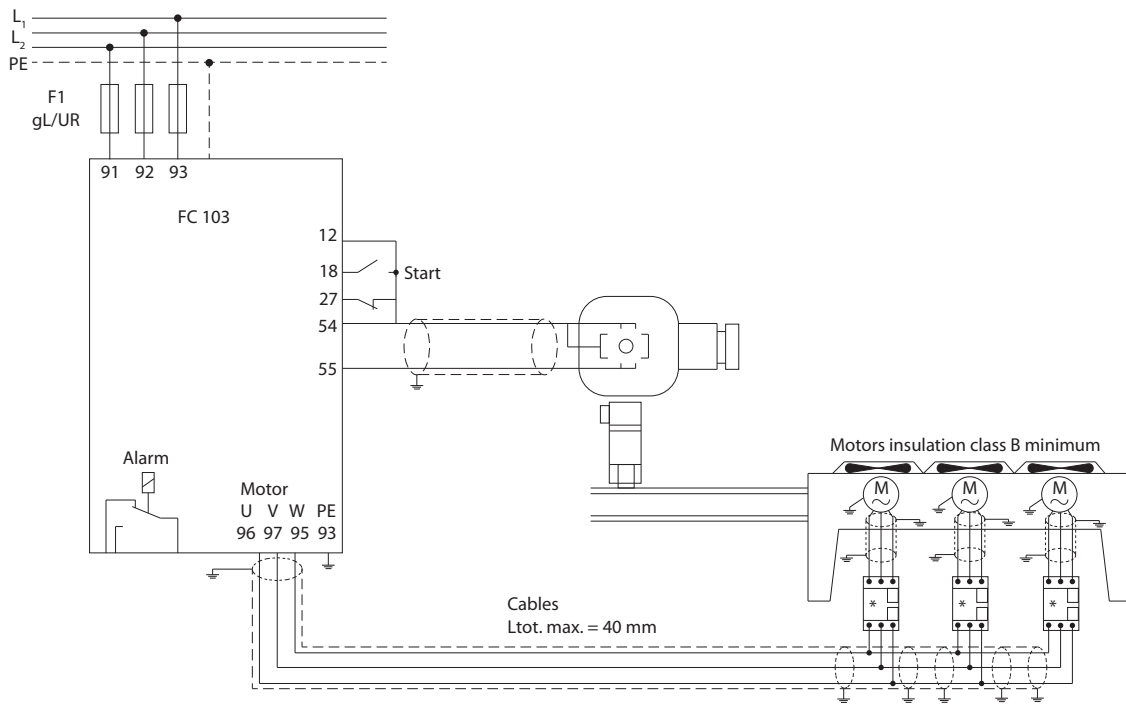 L1
L2
PE
F1
gL/UR
91 92 93
FC 103
12
18 Start
27
54
55
Alarm
Motor
U V W PE
96 97 95 93
Motors insulation class B minimum
M M M
* * *
Cables
Ltot. max. = 40 mm